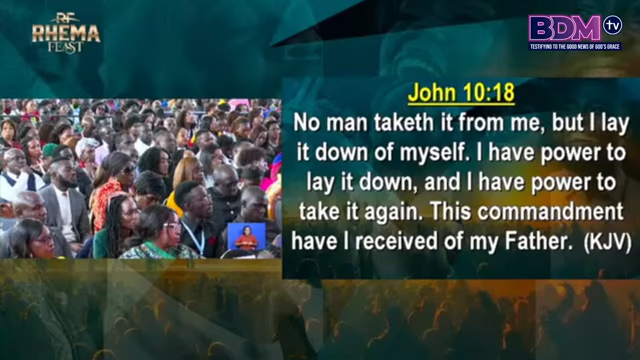 RF
RHEMA
FEAST
BDM tv
TESTIFYING TO THE GOOD NEWS OF GOD'S GRACE
John 10:18
No man taketh it from me, but I lay
it down of myself. I have power to
lay it down, and I have power to
take it again. This commandment
have I received of my Father. (KJV)